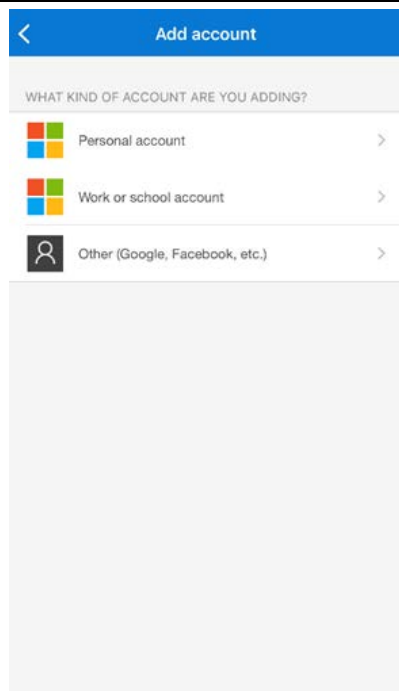 Add account
WHAT KIND OF ACCOUNT ARE YOU ADDING?
Personal account
Work or school account
Other (Google, Facebook, etc.)